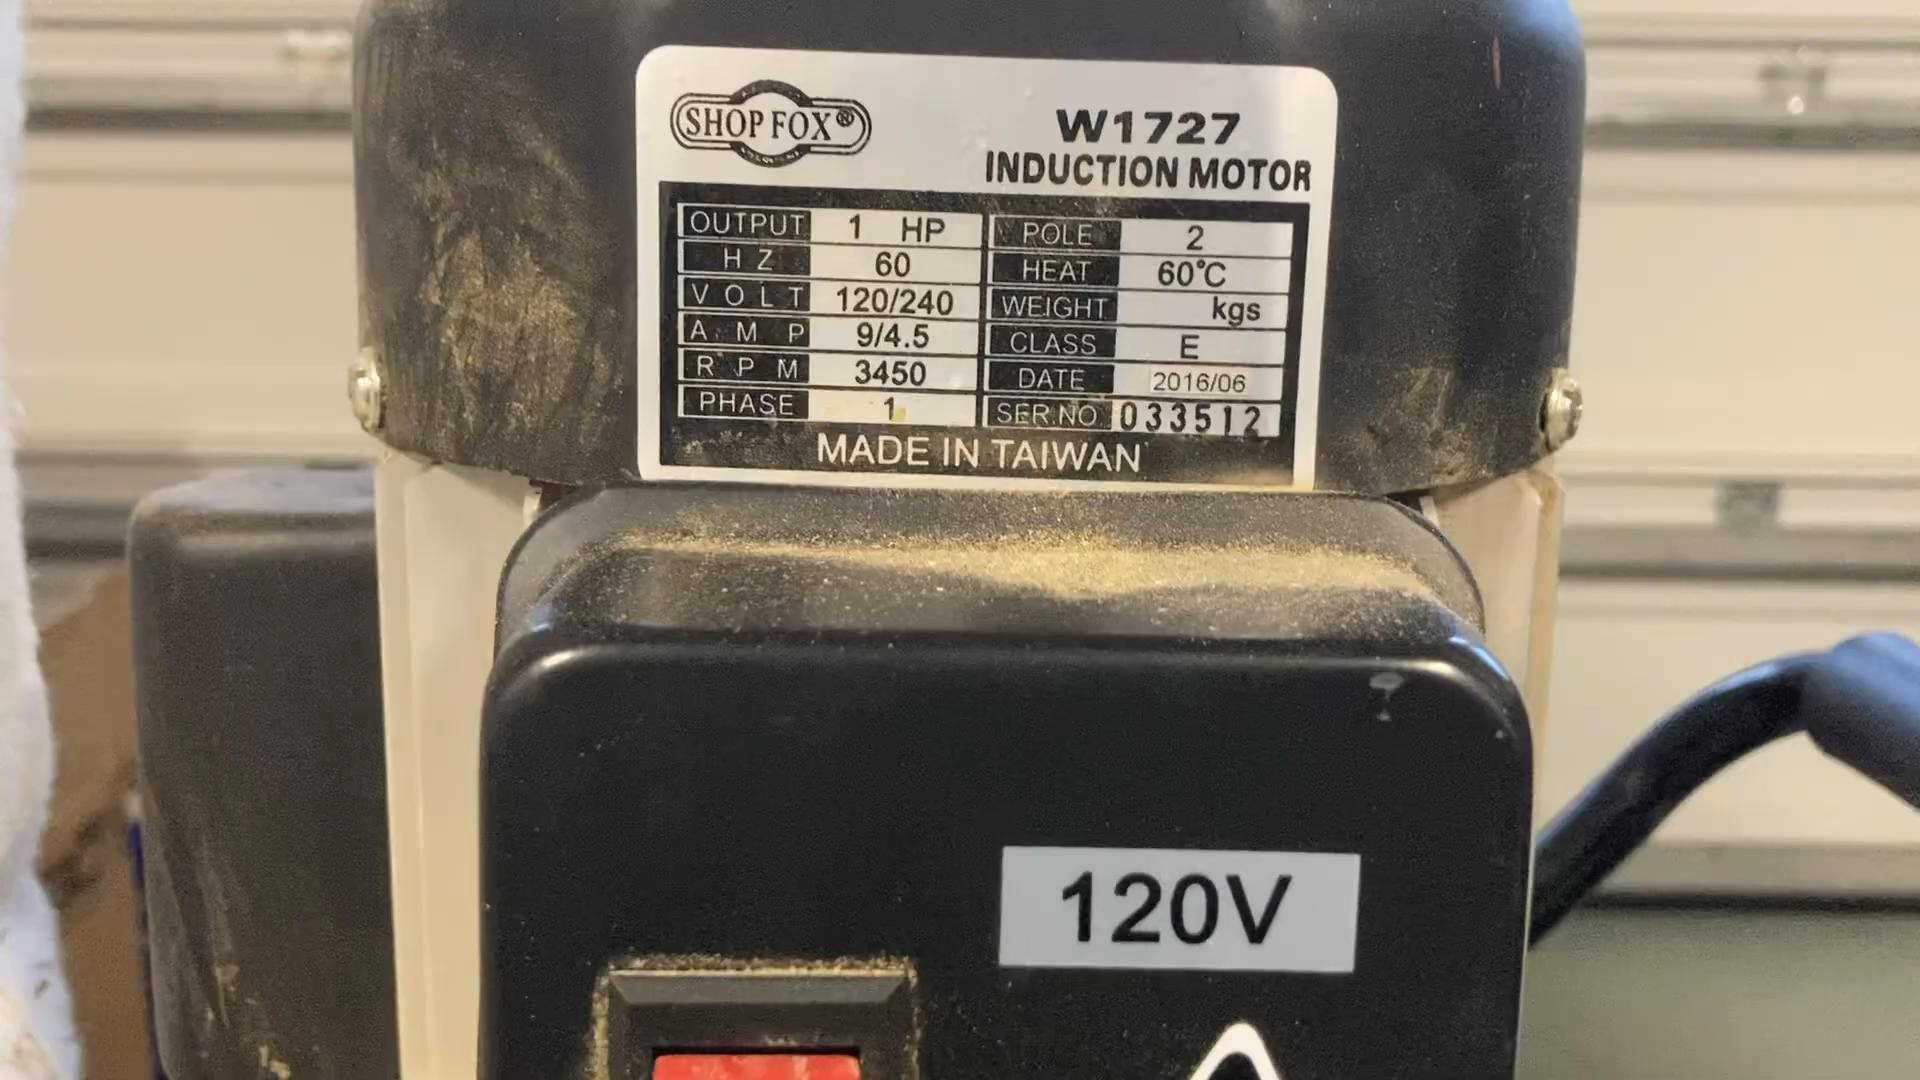 SHOP FOX®
W1727
INDUCTION MOTOR
OUTPUT 1 HP POLE 2
HZ 60 HEAT 60°C
VOLT 120/240 WEIGHT kgs
AMP 9/4.5 CLASS E
RPM 3450 DATE 2016/06
PHASE 1 SER.NO 033512
MADE IN TAIWAN
120V